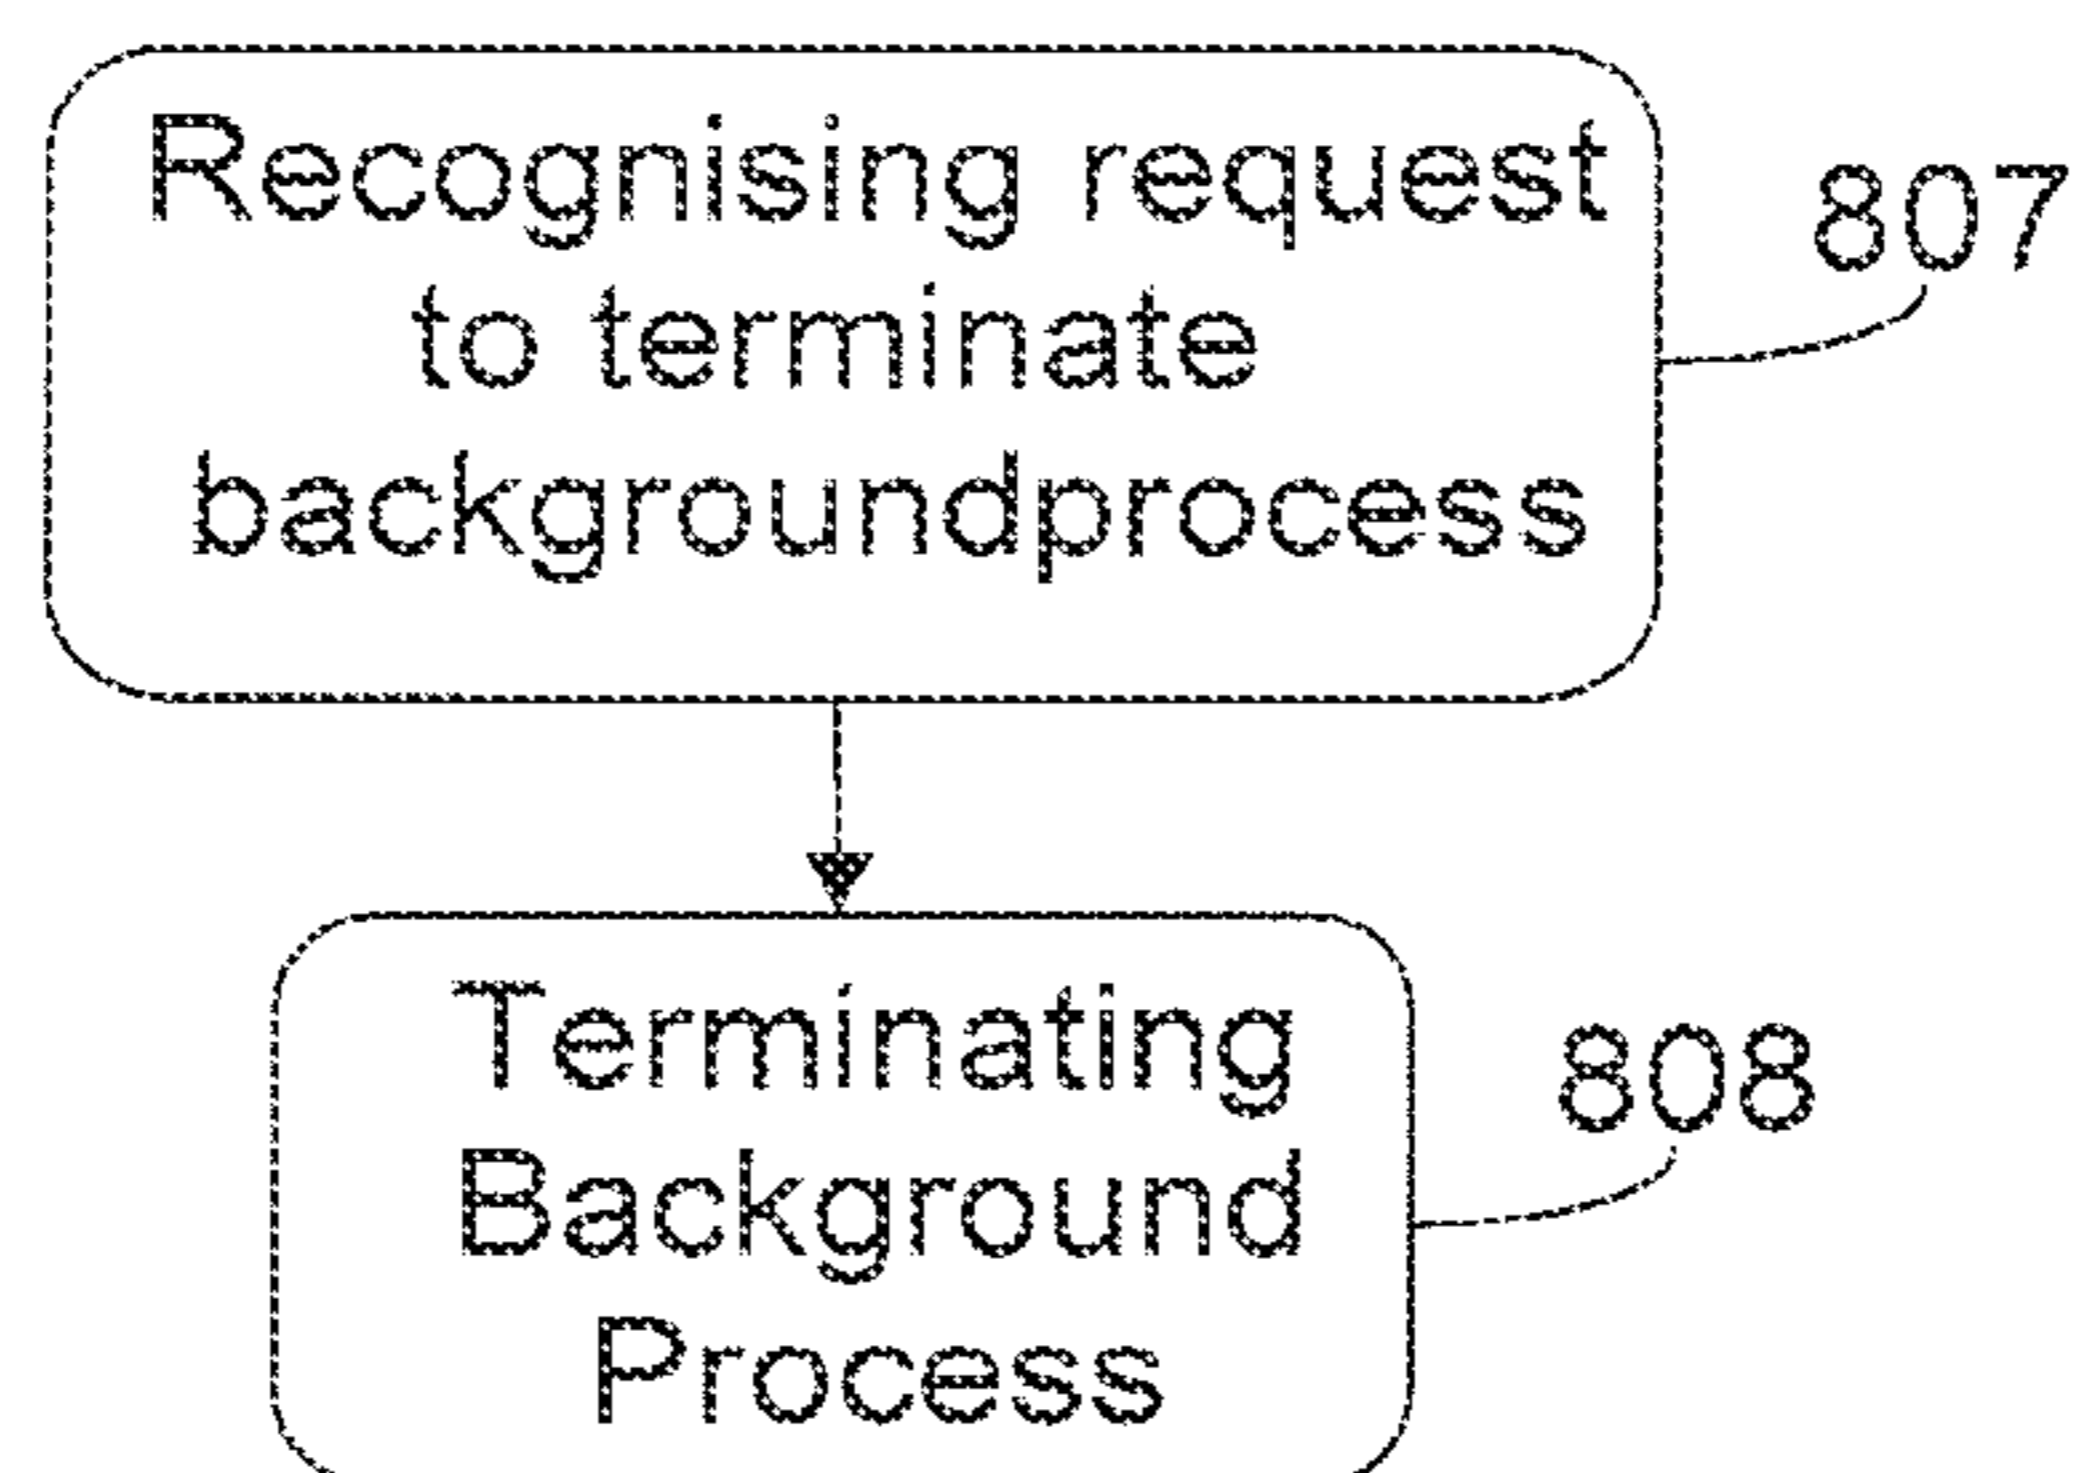 Recognising request
to terminate
backgroundprocess
807
Terminating
Background
Process
808